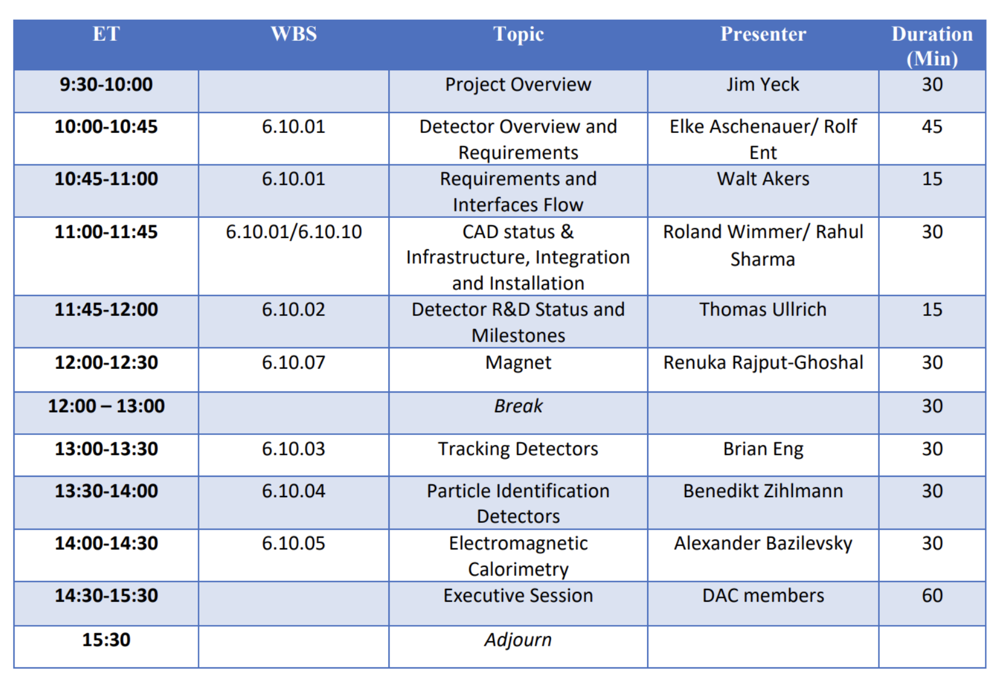 ET WBS Topic Presenter Duration
(Min)
9:30-10:00 Project Overview Jim Yeck 30
10:00-10:45 6.10.01 Detector Overview and Elke Aschenauer/ Rolf 45
Requirements Ent
10:45-11:00 6.10.01 Requirements and Walt Akers 15
Interfaces Flow
11:00-11:45 6.10.01/6.10.10 CAD status & Roland Wimmer/ Rahul 30
Infrastructure, Integration Sharma
and Installation
11:45-12:00 6.10.02 Detector R&D Status and Thomas Ullrich 15
Milestones
12:00-12:30 6.10.07 Magnet Renuka Rajput-Ghoshal 30
12:00 – 13:00 Break 30
13:00-13:30 6.10.03 Tracking Detectors Brian Eng 30
13:30-14:00 6.10.04 Particle Identification Benedikt Zihlmann 30
Detectors
14:00-14:30 6.10.05 Electromagnetic Alexander Bazilevsky 30
Calorimetry
14:30-15:30 Executive Session DAC members 60
15:30 Adjourn